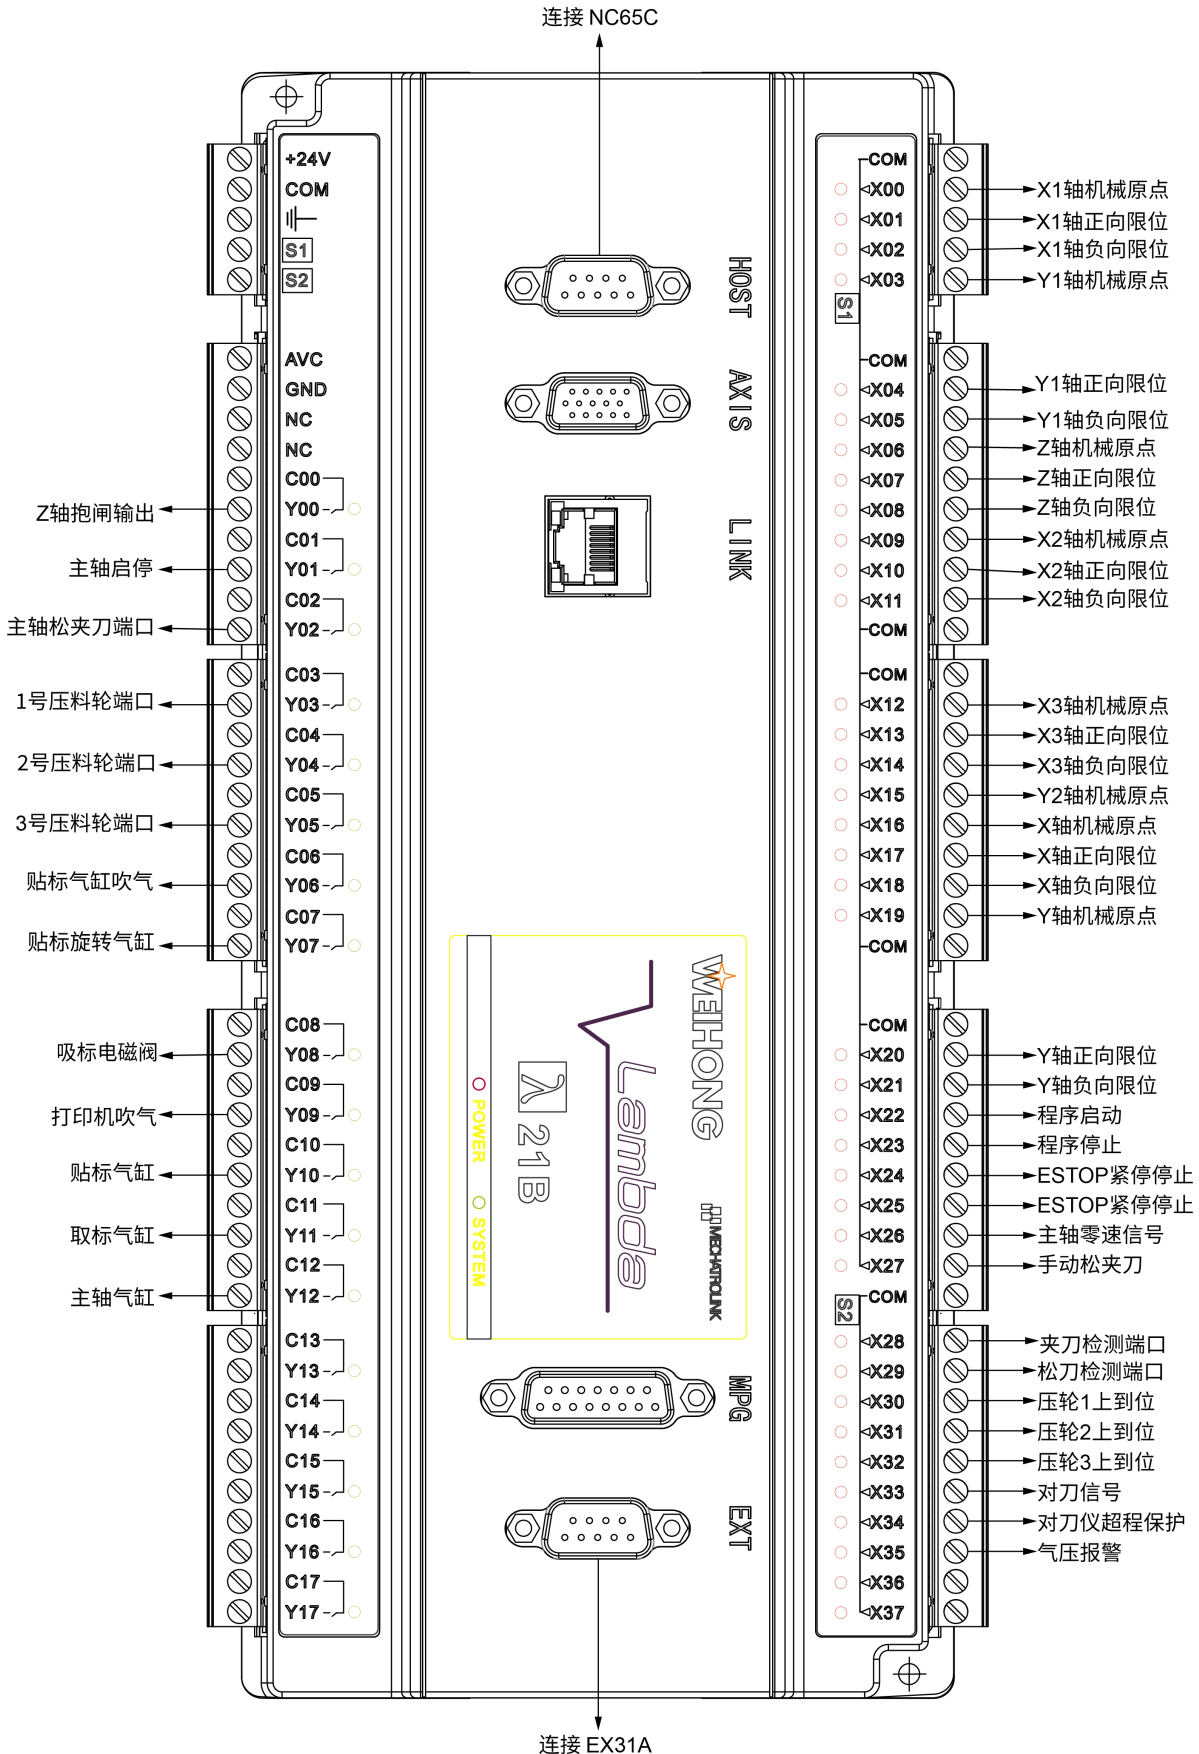 连接 NC65C
+24V
COM
S1
S2
AVC
GND
NC
NC
C00
Z轴抱闸输出
Y00
C01
主轴启停
Y01
C02
主轴松夹刀端口
Y02
C03
1号压料轮端口
Y03
C04
2号压料轮端口
Y04
C05
3号压料轮端口
Y05
C06
贴标气缸吹气
Y06
C07
贴标旋转气缸
Y07
C08
吸标电磁阀
Y08
C09
打印机吹气
Y09
C10
贴标气缸
Y10
C11
取标气缸
Y11
C12
主轴气缸
Y12
C13
Y13
C14
Y14
C15
Y15
C16
Y16
C17
Y17
HOST
AXIS
LINK
WEIHONG
Lambda
λ 21B
POWER
SYSTEM
MECHATROLINK
MPG
EXT
COM
X00 X1轴机械原点
X01 X1轴正向限位
X02 X1轴负向限位
X03 Y1轴机械原点
S1
COM
X04 Y1轴正向限位
X05 Y1轴负向限位
X06 Z轴机械原点
X07 Z轴正向限位
X08 Z轴负向限位
X09 X2轴机械原点
X10 X2轴正向限位
X11 X2轴负向限位
COM
COM
X12 X3轴机械原点
X13 X3轴正向限位
X14 X3轴负向限位
X15 Y2轴机械原点
X16 X轴机械原点
X17 X轴正向限位
X18 X轴负向限位
X19 Y轴机械原点
COM
COM
X20 Y轴正向限位
X21 Y轴负向限位
X22 程序启动
X23 程序停止
X24 ESTOP紧停停止
X25 ESTOP紧停停止
X26 主轴零速信号
X27 手动松夹刀
COM
S2
X28 夹刀检测端口
X29 松刀检测端口
X30 压轮1上到位
X31 压轮2上到位
X32 压轮3上到位
X33 对刀信号
X34 对刀仪超程保护
X35 气压报警
X36
X37
连接 EX31A